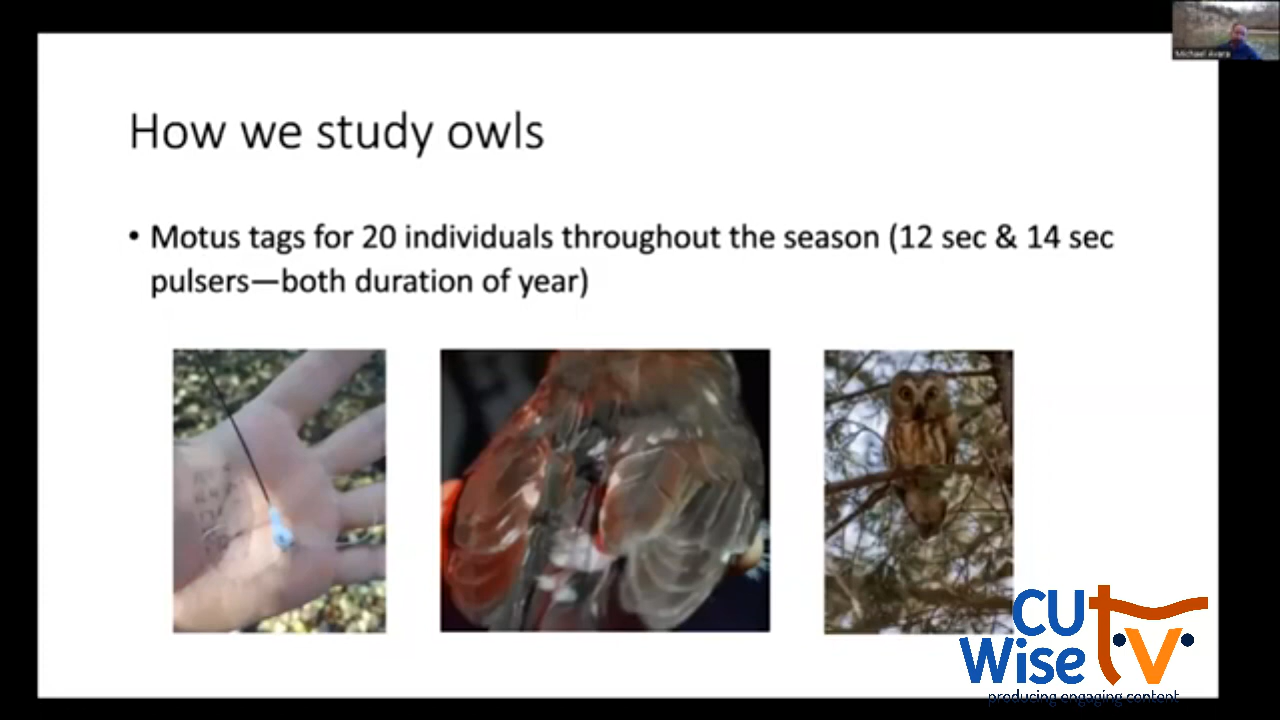 Michael Avara
How we study owls
• Motus tags for 20 individuals throughout the season (12 sec & 14 sec
pulsers—both duration of year)
CU
Wise
tv
producing engaging content